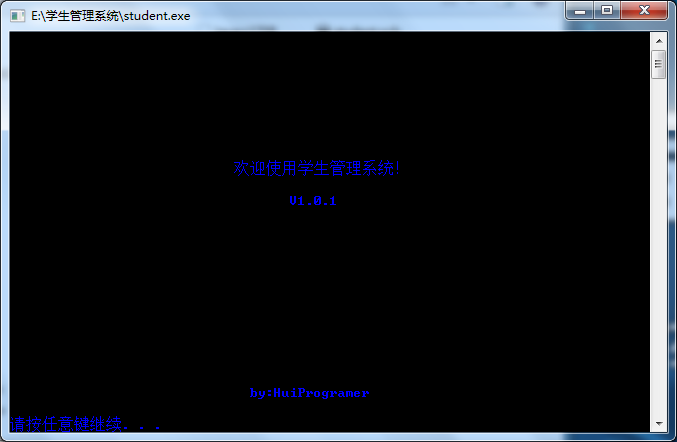 E:\学生管理系统\student.exe
欢迎使用学生管理系统!
V1.0.1
by:HuiProgramer
请按任意键继续. . .